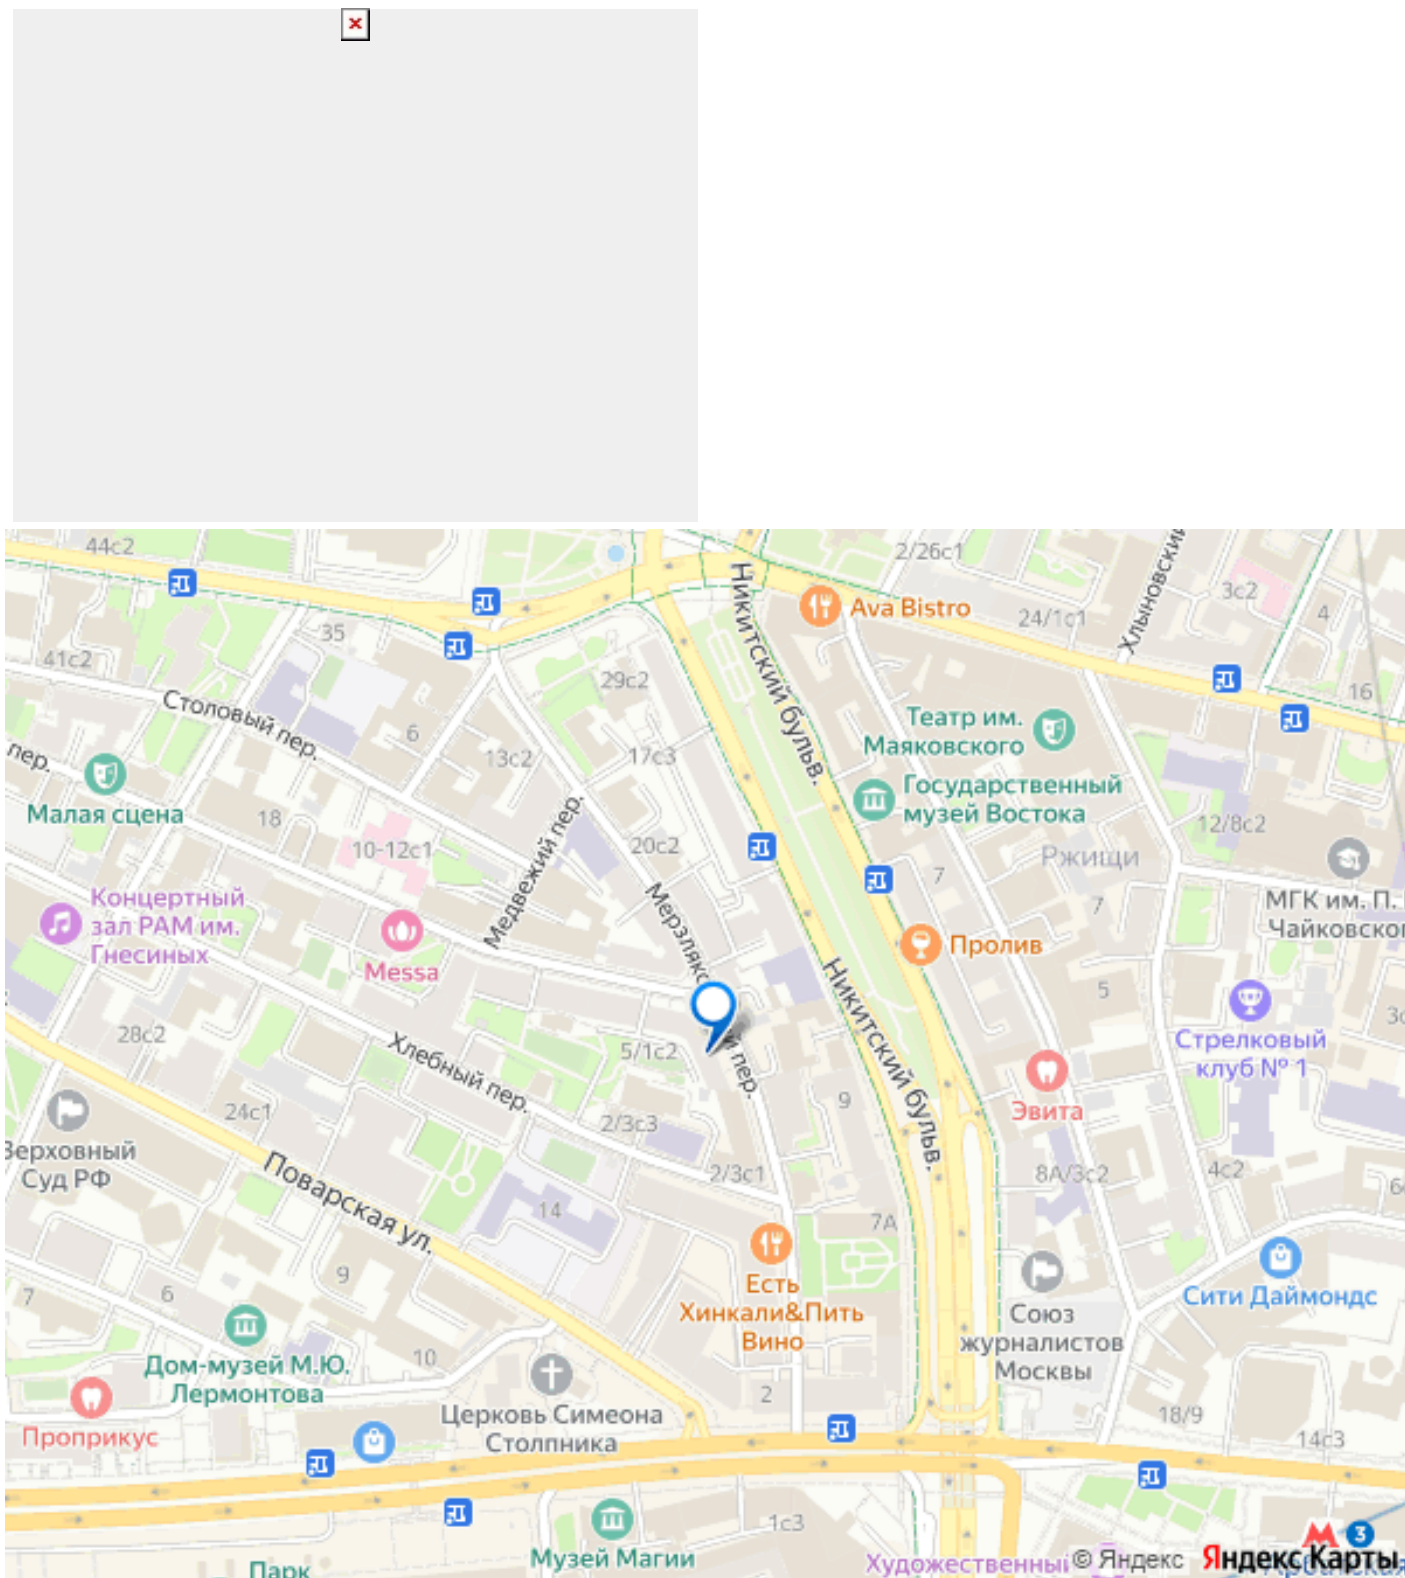 44с2
2/26с1
Хлыновский
Никитский бульв.
Ava Bistro
3с2
4
24/1с1
35
41с2
29с2
16
Столовый пер.
6
Театр им.
Маяковского
пер.
13с2
17с3
Государственный
музей Востока
Малая сцена
18
10-12с1
Медвежий пер.
20с2
12/8с2
Ржищи
7
Концертный
зал РАМ им.
Гнесиных
Messa
7
МГК им. П.
Чайковског
Пролив
5
28с2
Хлебный пер.
5/1с2
пер.
Никитский бульв.
Стрелковый
клуб № 1
9
Эвита
24с1
2/3с3
Верховный
Суд РФ
Поварская ул.
2/3с1
8А/3с2
4с2
14
7А
Есть
Хинкали&Пить
Вино
9
6
7
Сити Даймондс
Союз
журналистов
Москвы
Дом-музей М.Ю.
Лермонтова
10
2
Церковь Симеона
Столпника
18/9
Проприкус
14с3
1с3
Музей Магии
Парк
3
© Яндекс
Яндекс Карты